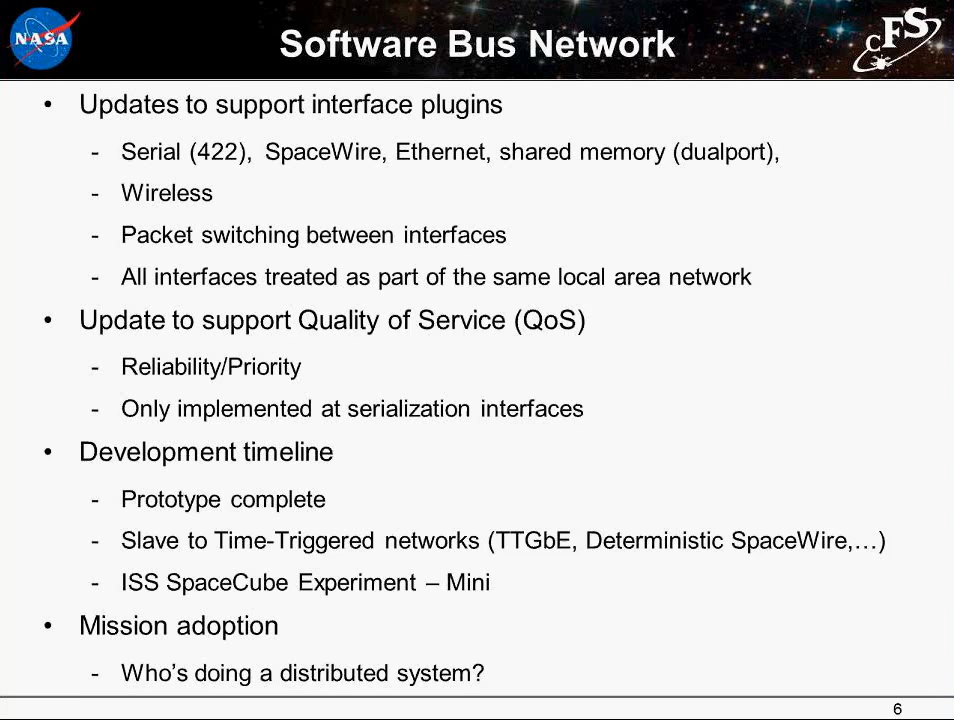 NASA
Software Bus Network
CFS
• Updates to support interface plugins
- Serial (422),  SpaceWire, Ethernet, shared memory (dualport),
- Wireless
- Packet switching between interfaces
- All interfaces treated as part of the same local area network
• Update to support Quality of Service (QoS)
- Reliability/Priority
- Only implemented at serialization interfaces
• Development timeline
- Prototype complete
- Slave to Time-Triggered networks (TTGbE, Deterministic SpaceWire,…)
- ISS SpaceCube Experiment – Mini
• Mission adoption
- Who’s doing a distributed system?
6